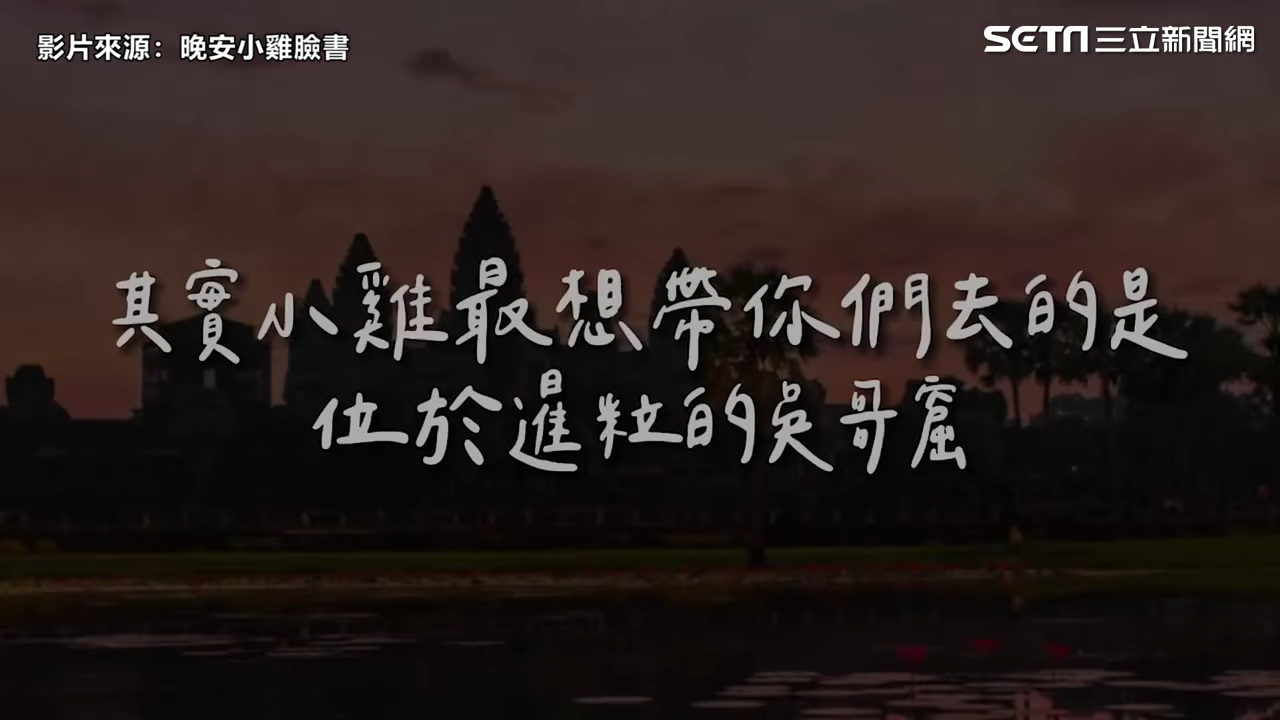 影片來源：晚安小雞臉書
SETN三立新聞網
其實小雞最想帶你們去的是
位於暹粒的吳哥窟